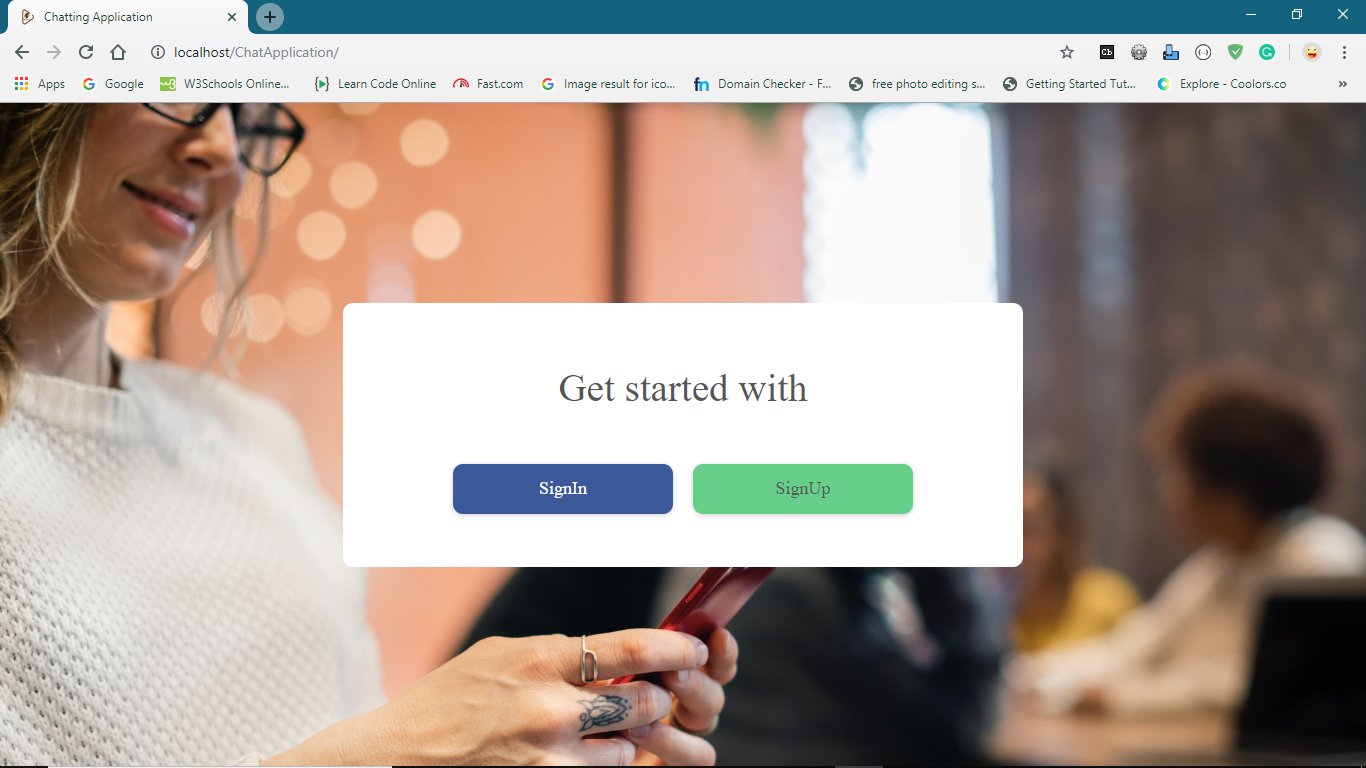 Chatting Application
localhost/ChatApplication/
Apps
Google
W3Schools Online...
Learn Code Online
Fast.com
Image result for ico...
Domain Checker - F...
free photo editing s...
Getting Started Tut...
Explore - Coolors.co
Get started with
SignIn
SignUp